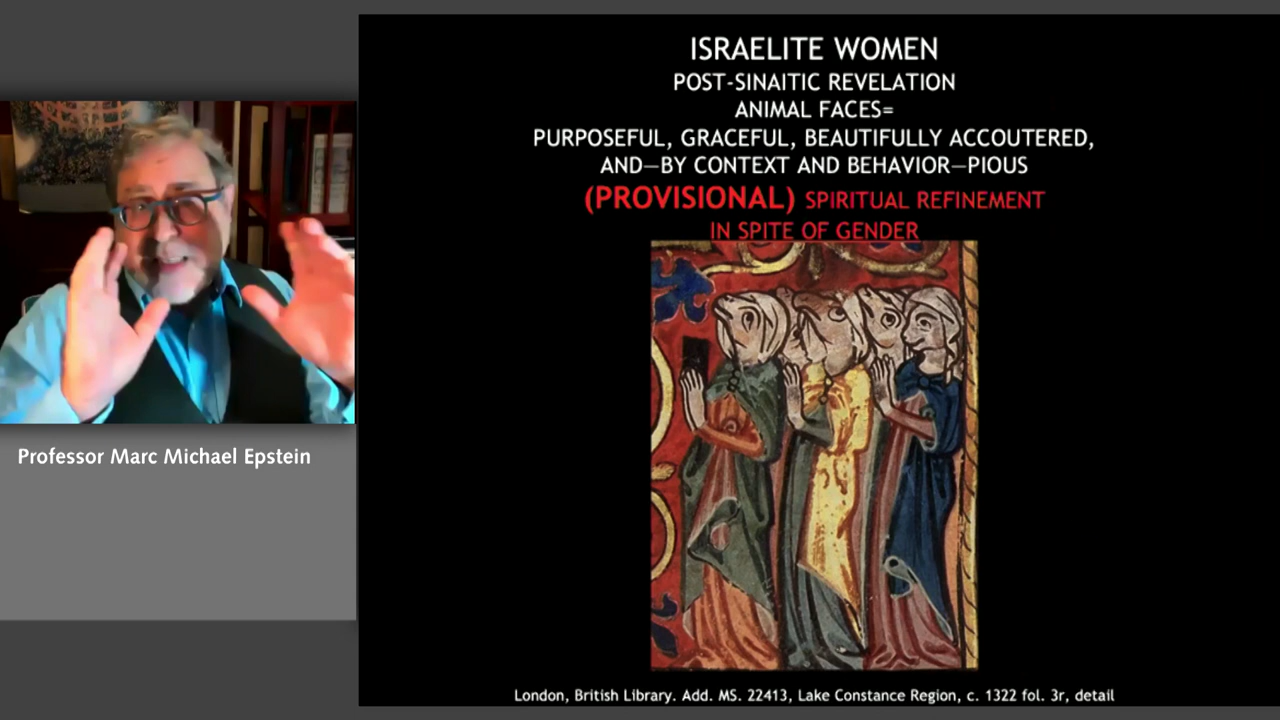 ISRAELITE WOMEN
POST-SINAITIC REVELATION
ANIMAL FACES=
PURPOSEFUL, GRACEFUL, BEAUTIFULLY ACCOUTERED,
AND—BY CONTEXT AND BEHAVIOR—PIOUS
(PROVISIONAL) SPIRITUAL REFINEMENT
IN SPITE OF GENDER
Professor Marc Michael Epstein
London, British Library. Add. MS. 22413, Lake Constance Region, c. 1322 fol. 3r, detail